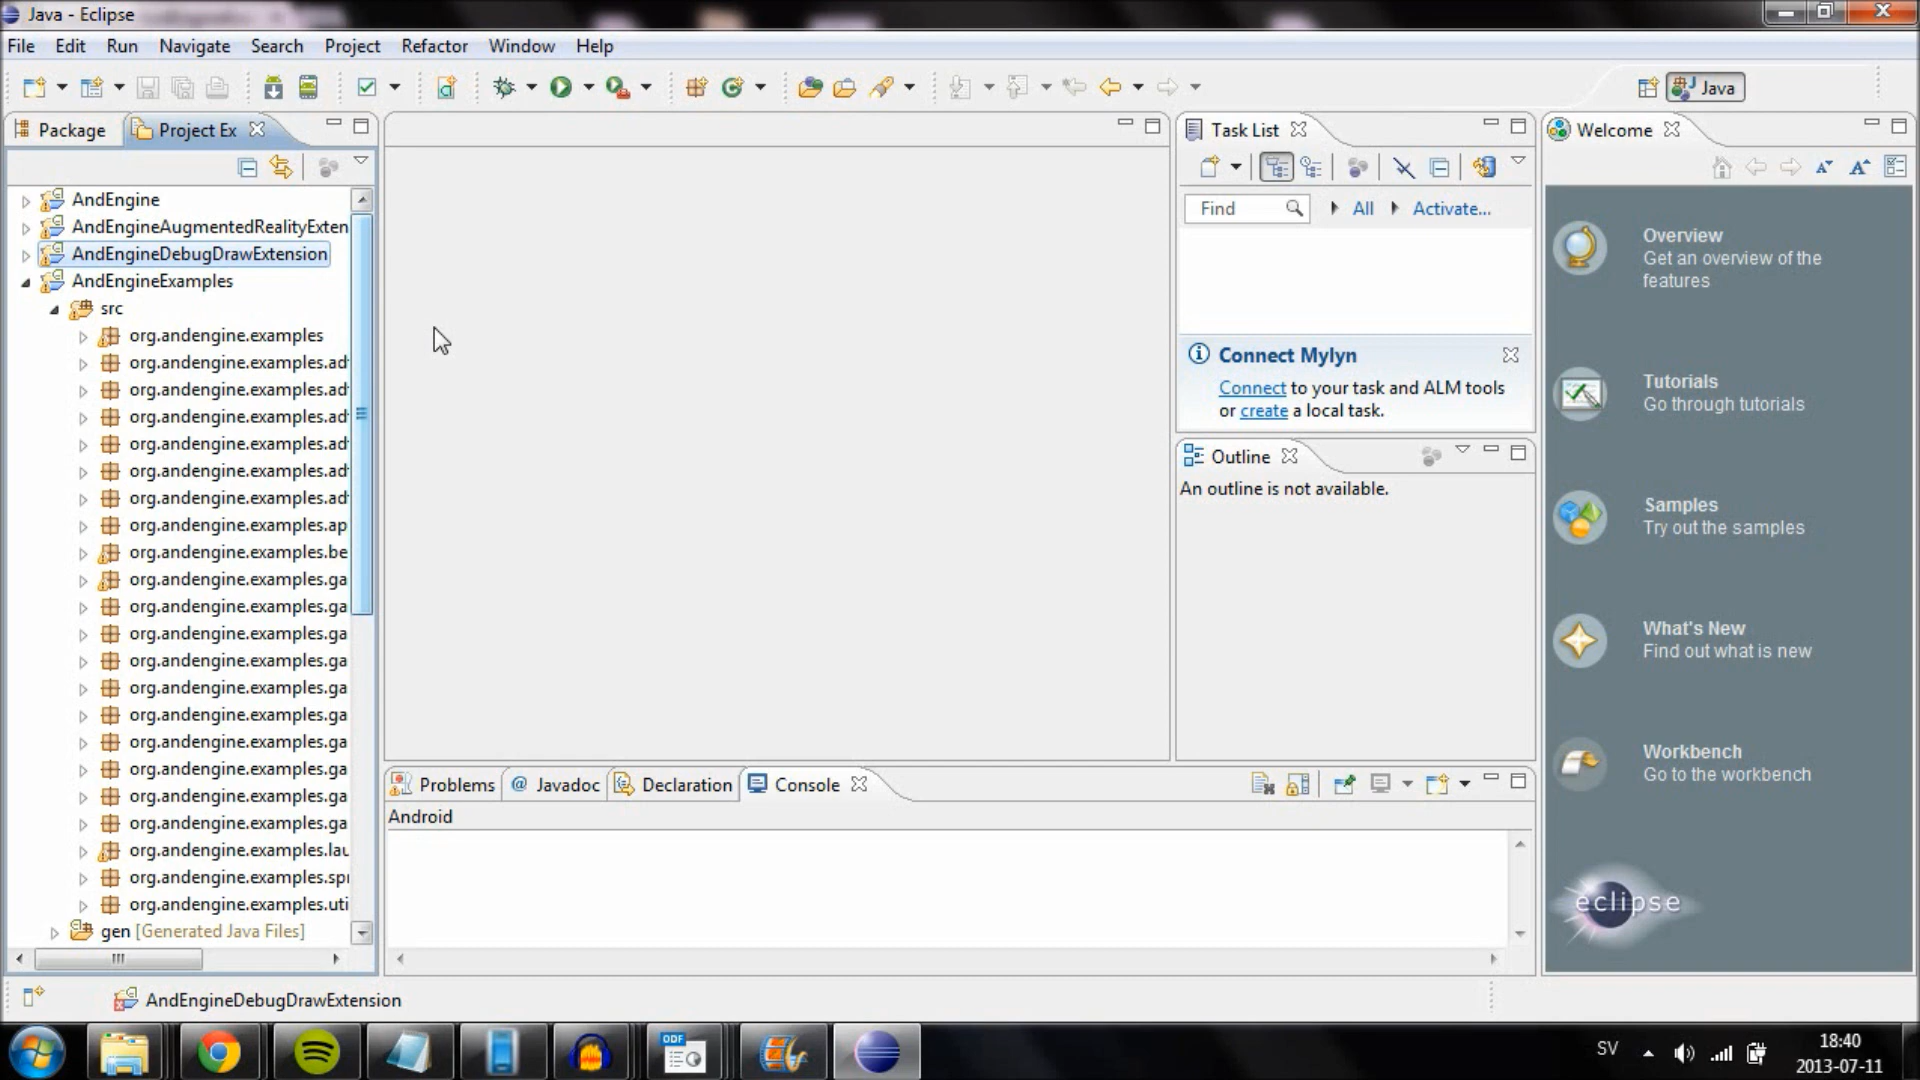 Java - Eclipse
File Edit Run Navigate Search Project Refactor Window Help
Java
Package
Project Ex
AndEngine
AndEngineAugmentedRealityExten
AndEngineDebugDrawExtension
AndEngineExamples
src
org.andengine.examples
org.andengine.examples.ad
org.andengine.examples.ad
org.andengine.examples.ad
org.andengine.examples.ad
org.andengine.examples.ad
org.andengine.examples.ad
org.andengine.examples.ap
org.andengine.examples.be
org.andengine.examples.ga
org.andengine.examples.ga
org.andengine.examples.ga
org.andengine.examples.ga
org.andengine.examples.ga
org.andengine.examples.ga
org.andengine.examples.ga
org.andengine.examples.ga
org.andengine.examples.ga
org.andengine.examples.ga
org.andengine.examples.lau
org.andengine.examples.spr
org.andengine.examples.uti
gen [Generated Java Files]
Task List
Find
All
Activate...
Connect Mylyn
Connect to your task and ALM tools
or create a local task.
Outline
An outline is not available.
Welcome
Overview
Get an overview of the
features
Tutorials
Go through tutorials
Samples
Try out the samples
What's New
Find out what is new
Workbench
Go to the workbench
eclipse
Problems
@ Javadoc
Declaration
Console
Android
AndEngineDebugDrawExtension
ODF
SV
18:40
2013-07-11